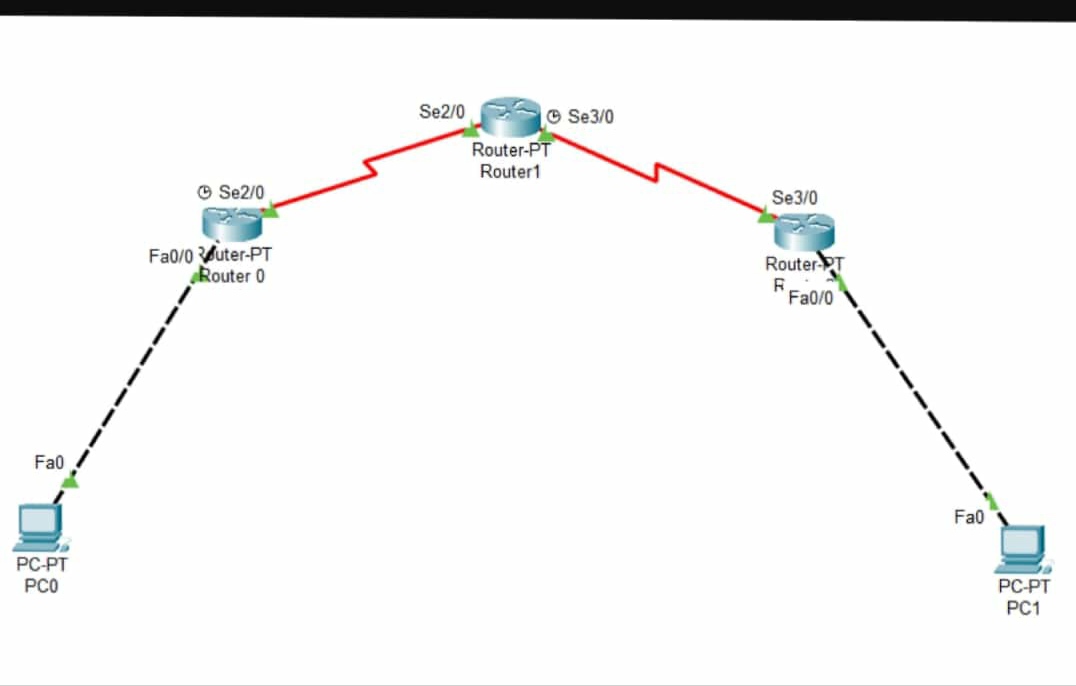 Se2/0
Se3/0
Router-PT
Router1
Se2/0
Se3/0
Fa0/0
Router-PT
Router 0
Router-PT
Fa0/0
Fa0
PC-PT
PC0
Fa0
PC-PT
PC1